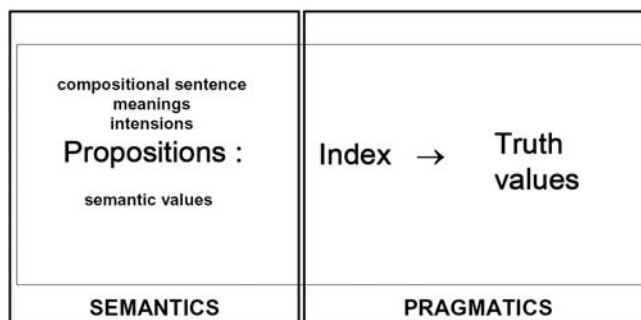 compositional sentence
meanings
intensions
Propositions :
semantic values
Index →
Truth
values
SEMANTICS
PRAGMATICS